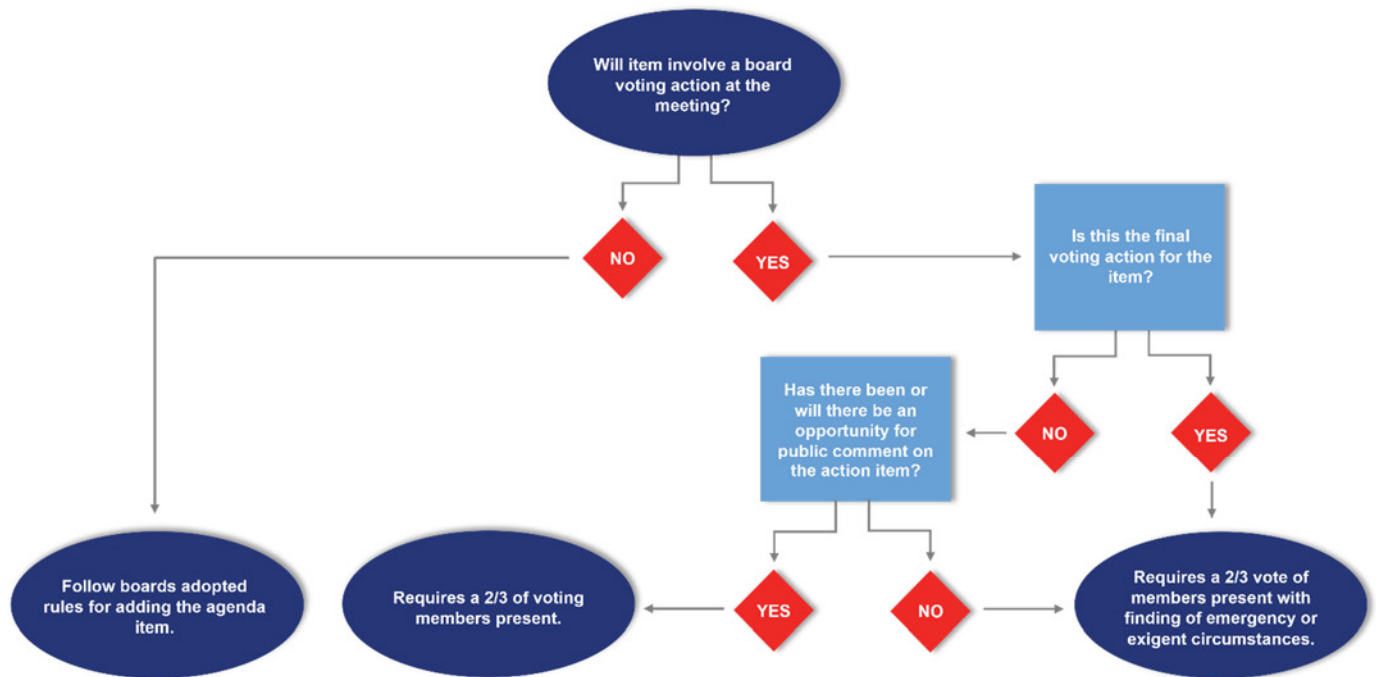 Will item involve a board
voting action at the
meeting?
NO
YES
Is this the final
voting action for the
item?
Has there been or
will there be an
opportunity for
public comment on
the action item?
NO
YES
Follow boards adopted
rules for adding the agenda
item.
Requires a 2/3 of voting
members present.
YES
NO
Requires a 2/3 vote of
members present with
finding of emergency or
exigent circumstances.